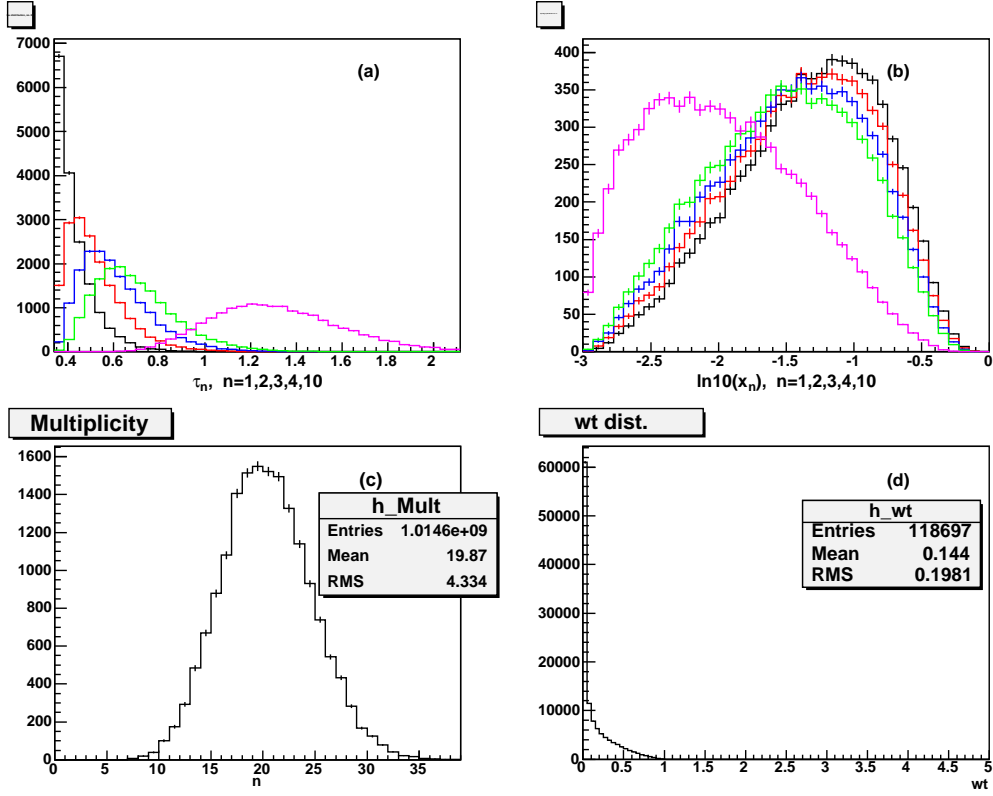 7000
6000
5000
4000
3000
2000
1000
0
(a)
0.4 0.6 0.8 1 1.2 1.4 1.6 1.8 2
τn, n=1,2,3,4,10
400
350
300
250
200
150
100
50
0
(b)
-3 -2.5 -2 -1.5 -1 -0.5 0
ln10(xn), n=1,2,3,4,10
Multiplicity
1600
1400
1200
1000
800
600
400
200
0
(c)
h_Mult
Entries 1.0146e+09
Mean 19.87
RMS 4.334
0 5 10 15 20 25 30 35
n
wt dist.
60000
50000
40000
30000
20000
10000
0
(d)
h_wt
Entries 118697
Mean 0.144
RMS 0.1981
0 0.5 1 1.5 2 2.5 3 3.5 4 4.5 5
wt